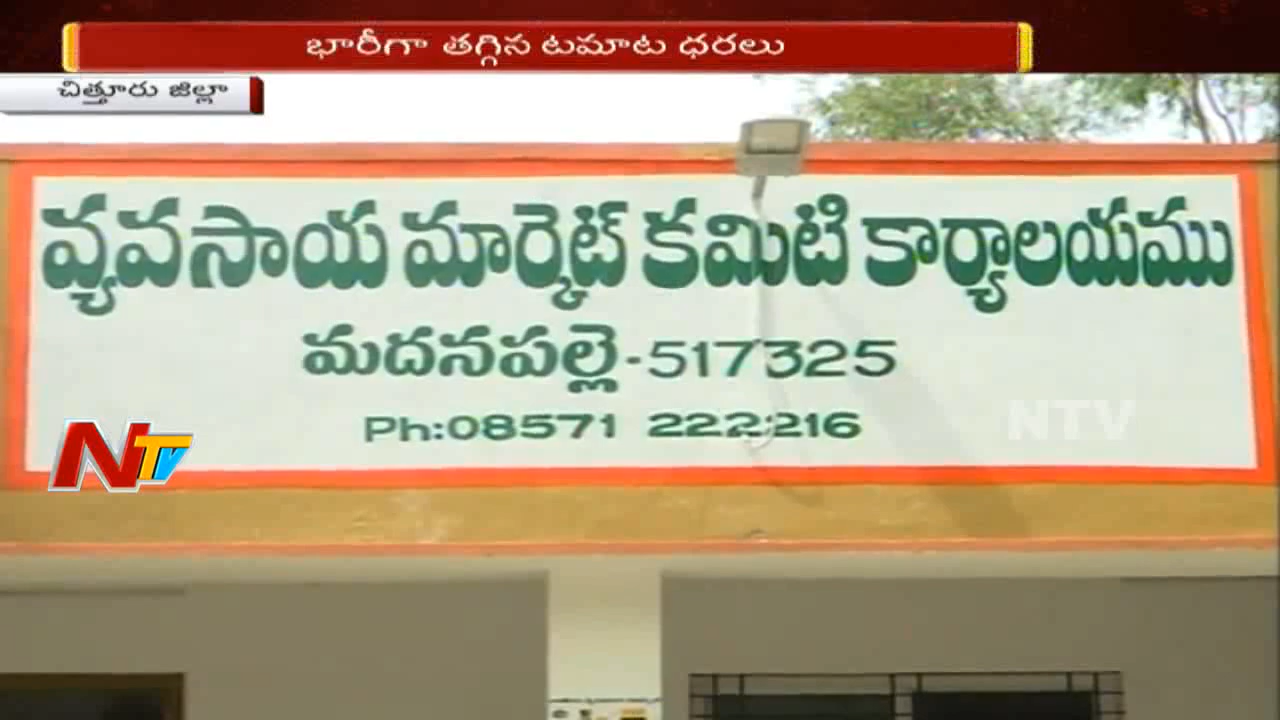 భారీగా తగ్గిన టమాట ధరలు
చిత్తూరు జిల్లా
వ్యవసాయ మార్కెట్ కమిటి కార్యాలయము
మదనపల్లె-517325
Ph:08571 222216
NTV
NTV